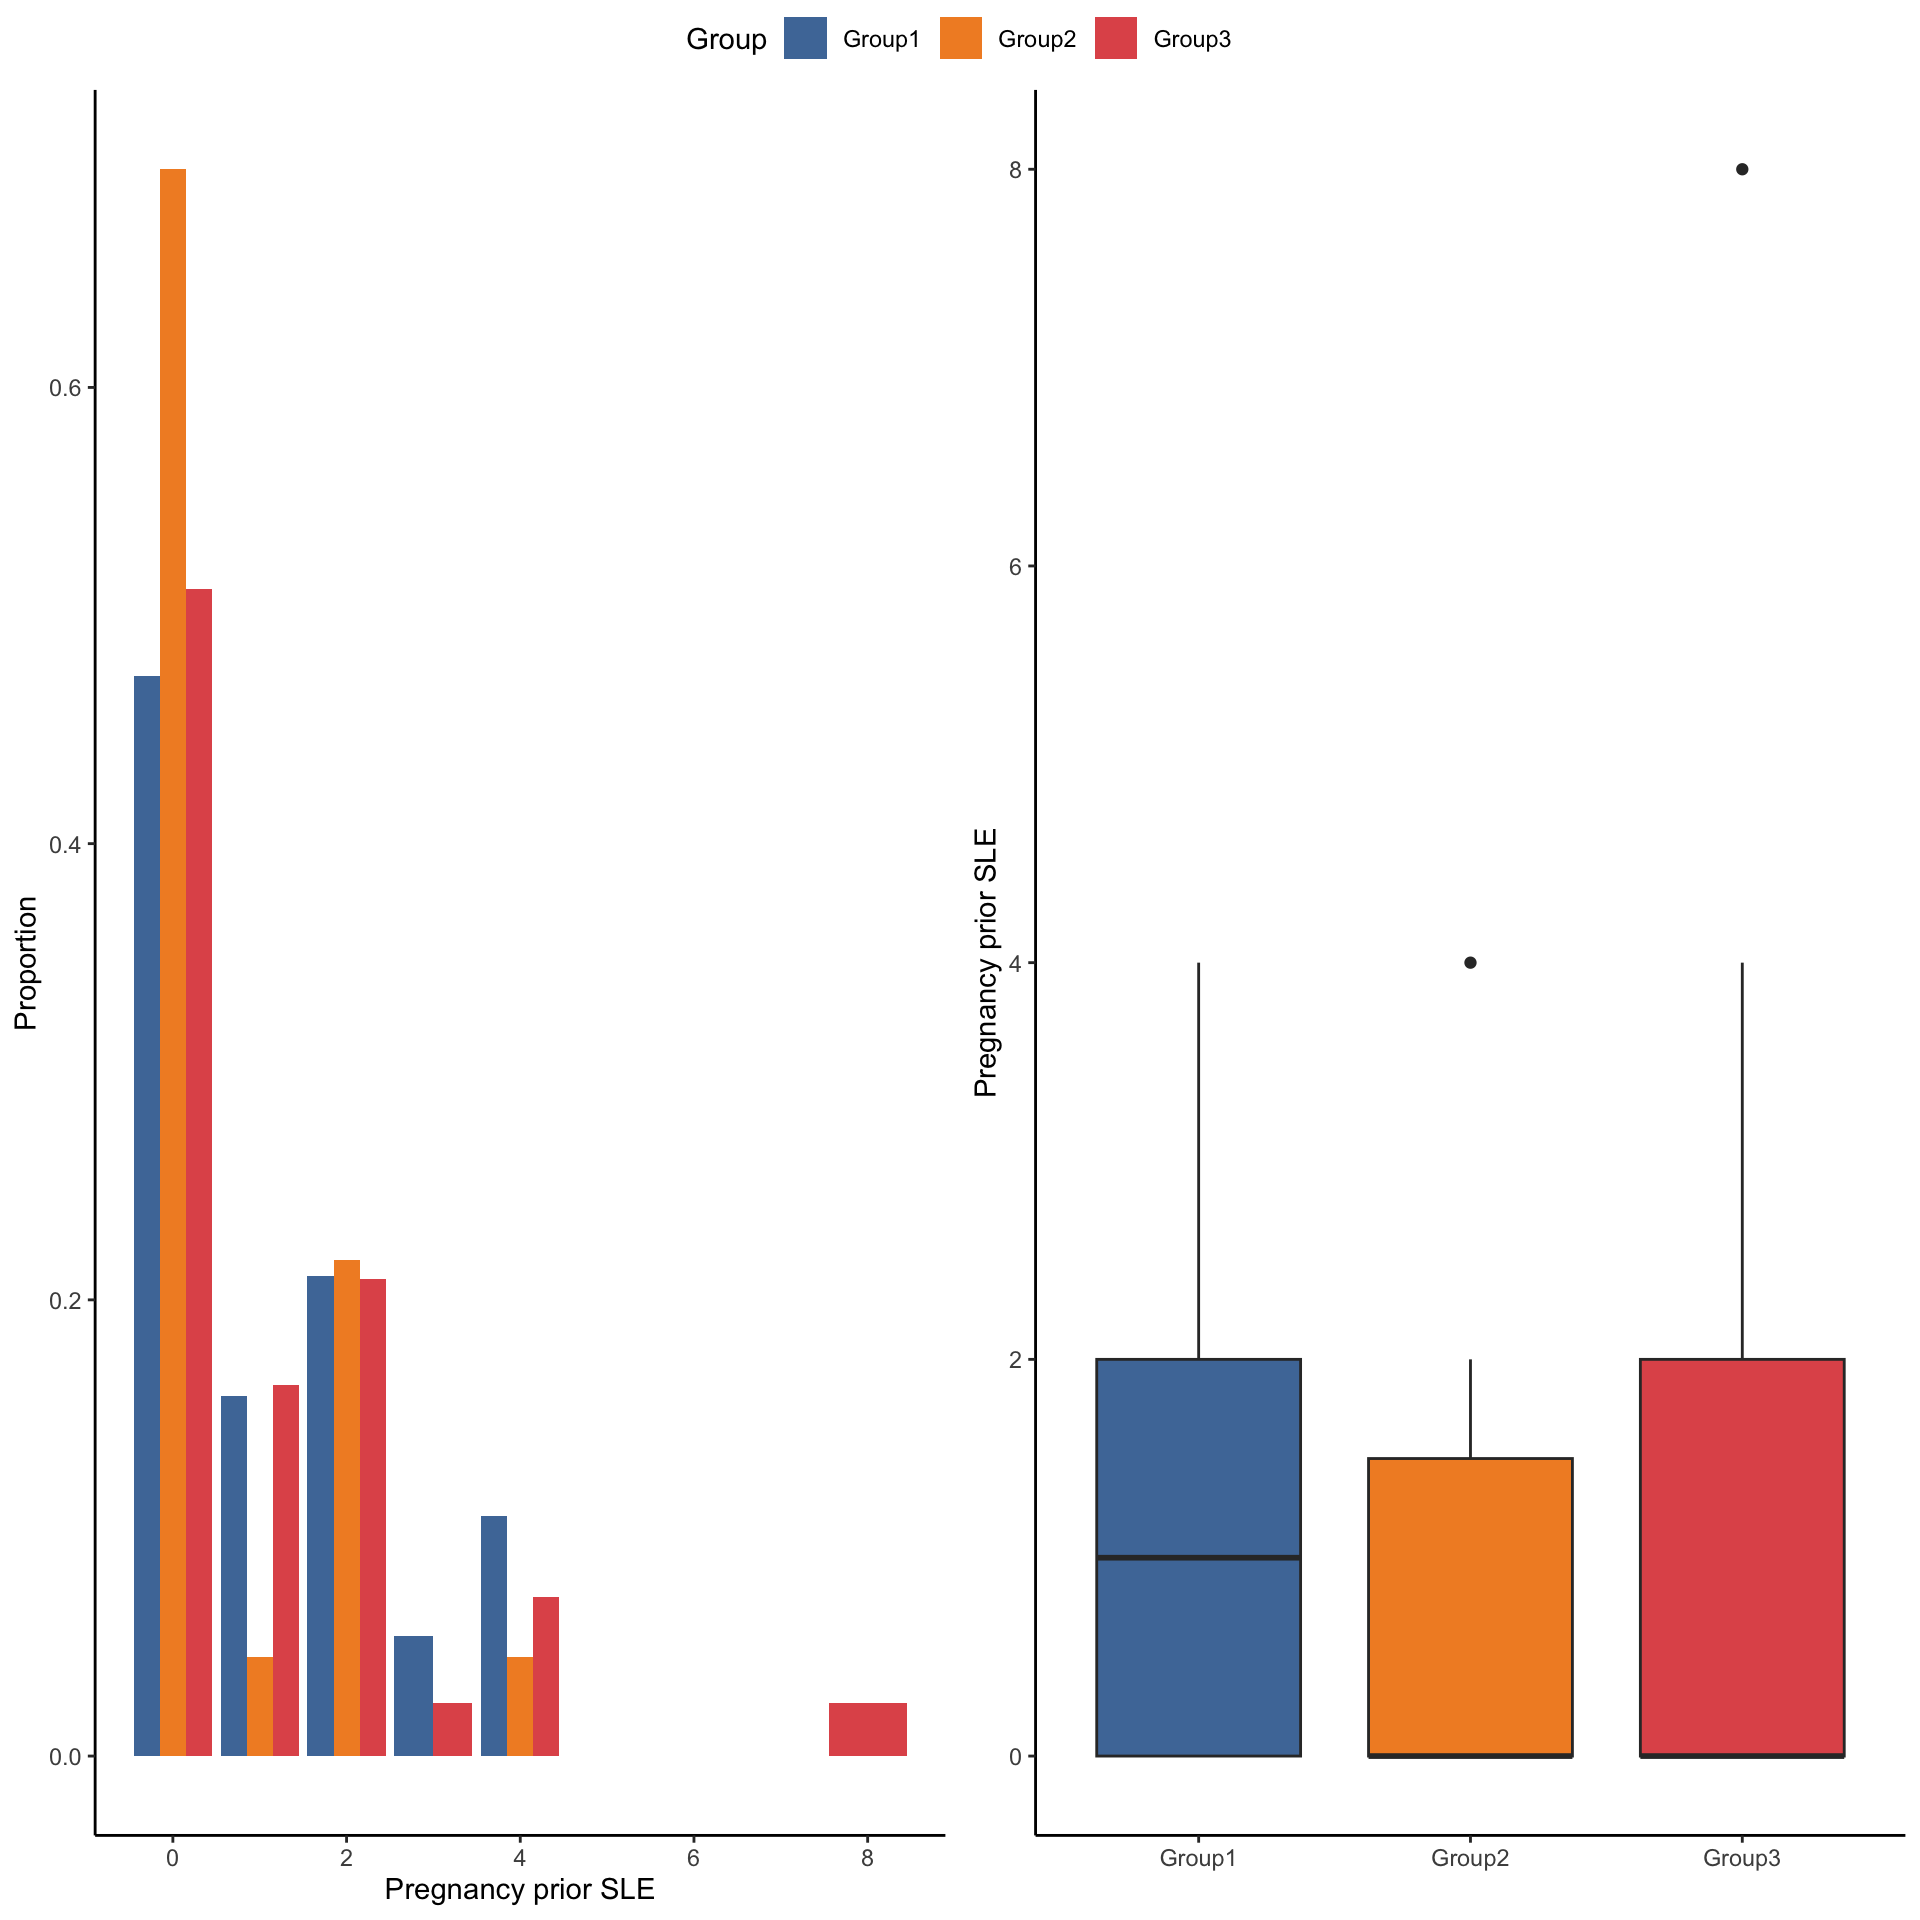 Group Group1 Group2 Group3
Proportion
0.6
0.4
0.2
0.0
0 2 4 6 8
Pregnancy prior SLE
Pregnancy prior SLE
8
6
4
2
0
Group1 Group2 Group3